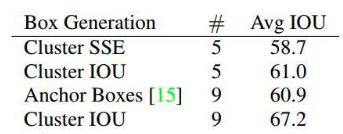 Box Generation # Avg IOU
Cluster SSE 5 58.7
Cluster IOU 5 61.0
Anchor Boxes [15] 9 60.9
Cluster IOU 9 67.2